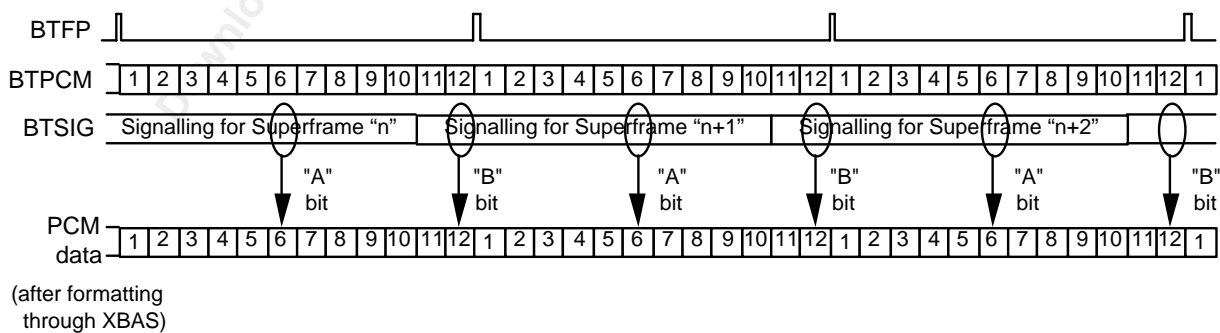 Downlo
BTFP
BTPCM 1 2 3 4 5 6 7 8 9 10 11 12 1 2 3 4 5 6 7 8 9 10 11 12 1 2 3 4 5 6 7 8 9 10 11 12 1
BTSIG Signalling for Superframe “n” Signalling for Superframe “n+1” Signalling for Superframe “n+2”
"A" "B" "A" "B" "A" "B"
bit bit bit bit bit bit
PCM
data 1 2 3 4 5 6 7 8 9 10 11 12 1 2 3 4 5 6 7 8 9 10 11 12 1 2 3 4 5 6 7 8 9 10 11 12 1
(after formatting
through XBAS)